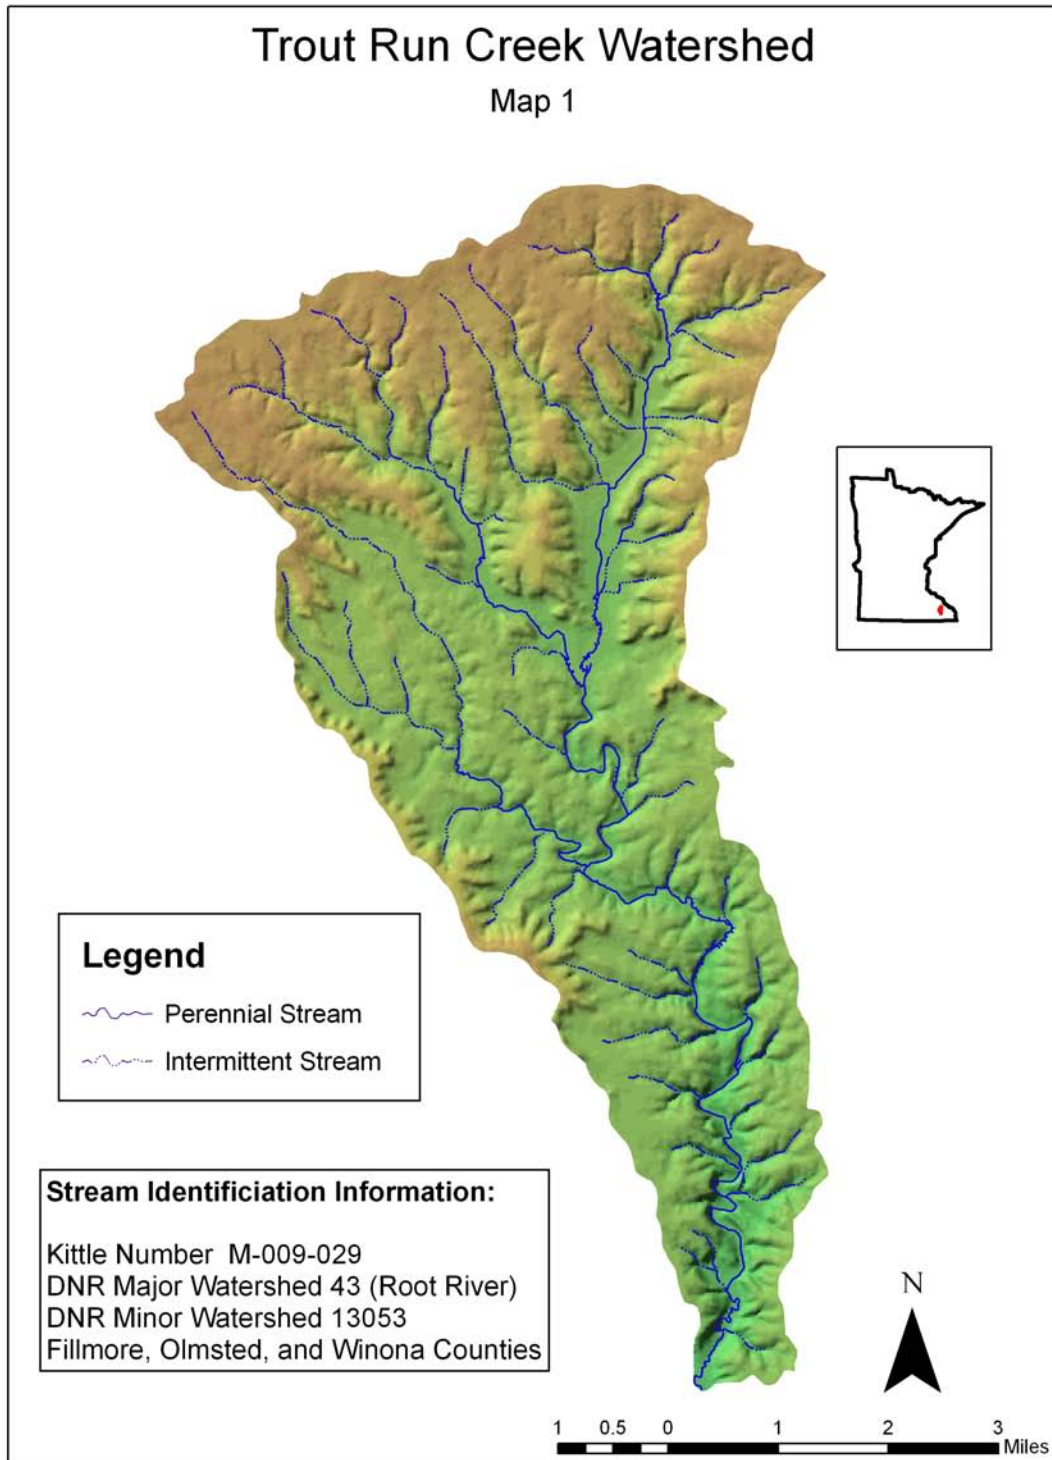 Trout Run Creek Watershed
Map 1
Legend
Perennial Stream
Intermittent Stream
Stream Identificiation Information:
Kittle Number M-009-029
DNR Major Watershed 43 (Root River)
DNR Minor Watershed 13053
Fillmore, Olmsted, and Winona Counties
N
1 0.5 0 1 2 3
Miles